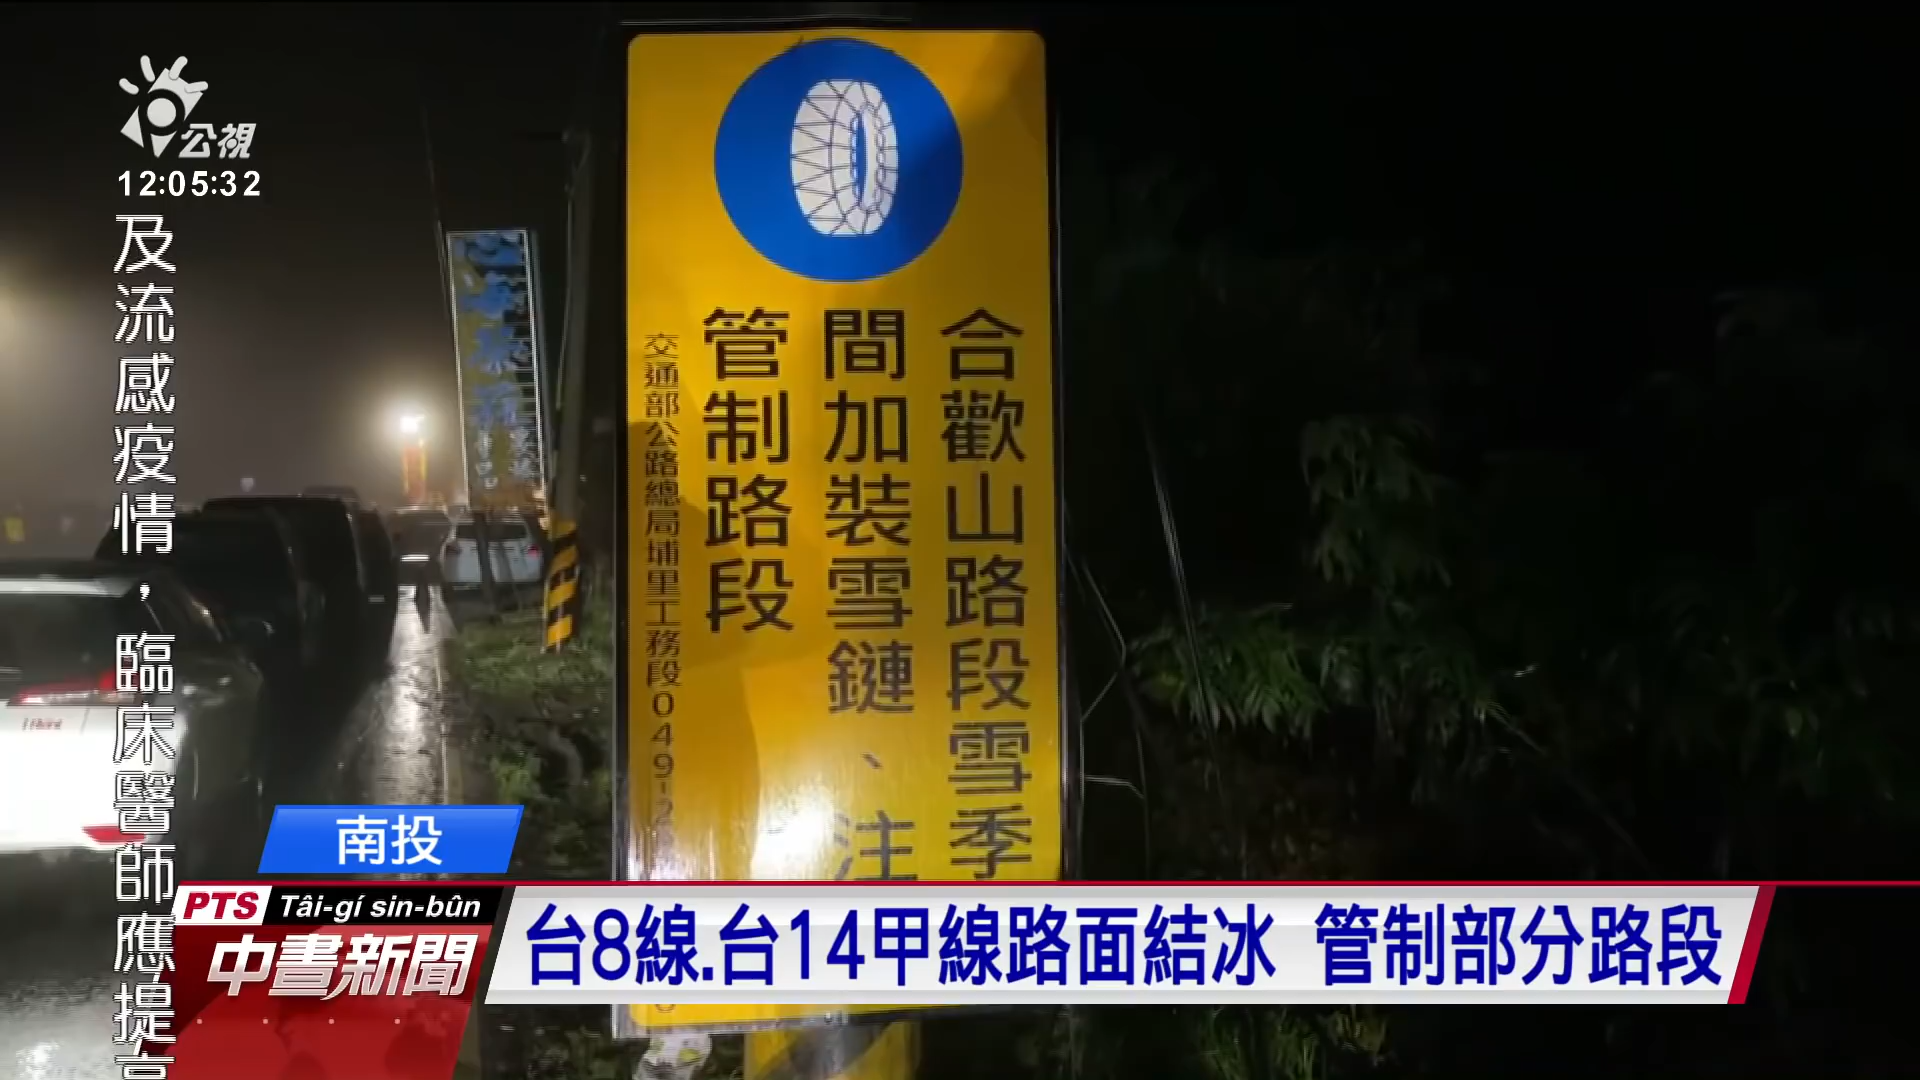 公視
12:05:32
及流感疫情，臨床醫師應提
合歡山路段雪季
間加裝雪鏈、注
管制路段
交通部公路總局埔里工務段049-2
南投
PTS Tâi-gí sin-bûn
中晝新聞
台8線.台14甲線路面結冰 管制部分路段